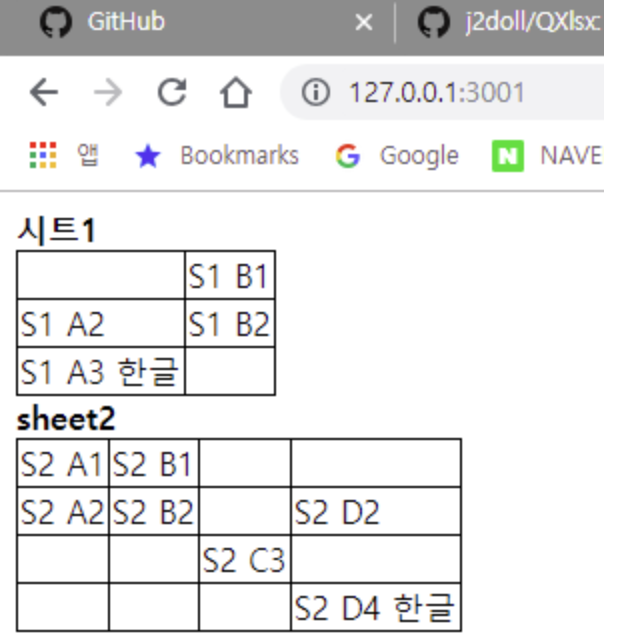 GitHub × j2doll/QXlsx:
127.0.0.1:3001
앱 Bookmarks G Google N NAVE
시트1
S1 B1
S1 A2 S1 B2
S1 A3 한글
sheet2
S2 A1 S2 B1
S2 A2 S2 B2 S2 D2
S2 C3
S2 D4 한글